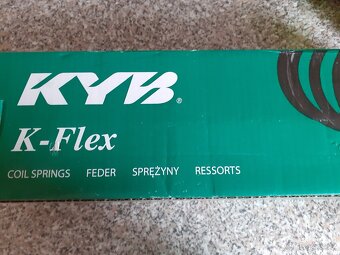 KYB®
K-Flex
COIL SPRINGS FEDER SPRĘŻYNY RESSORTS